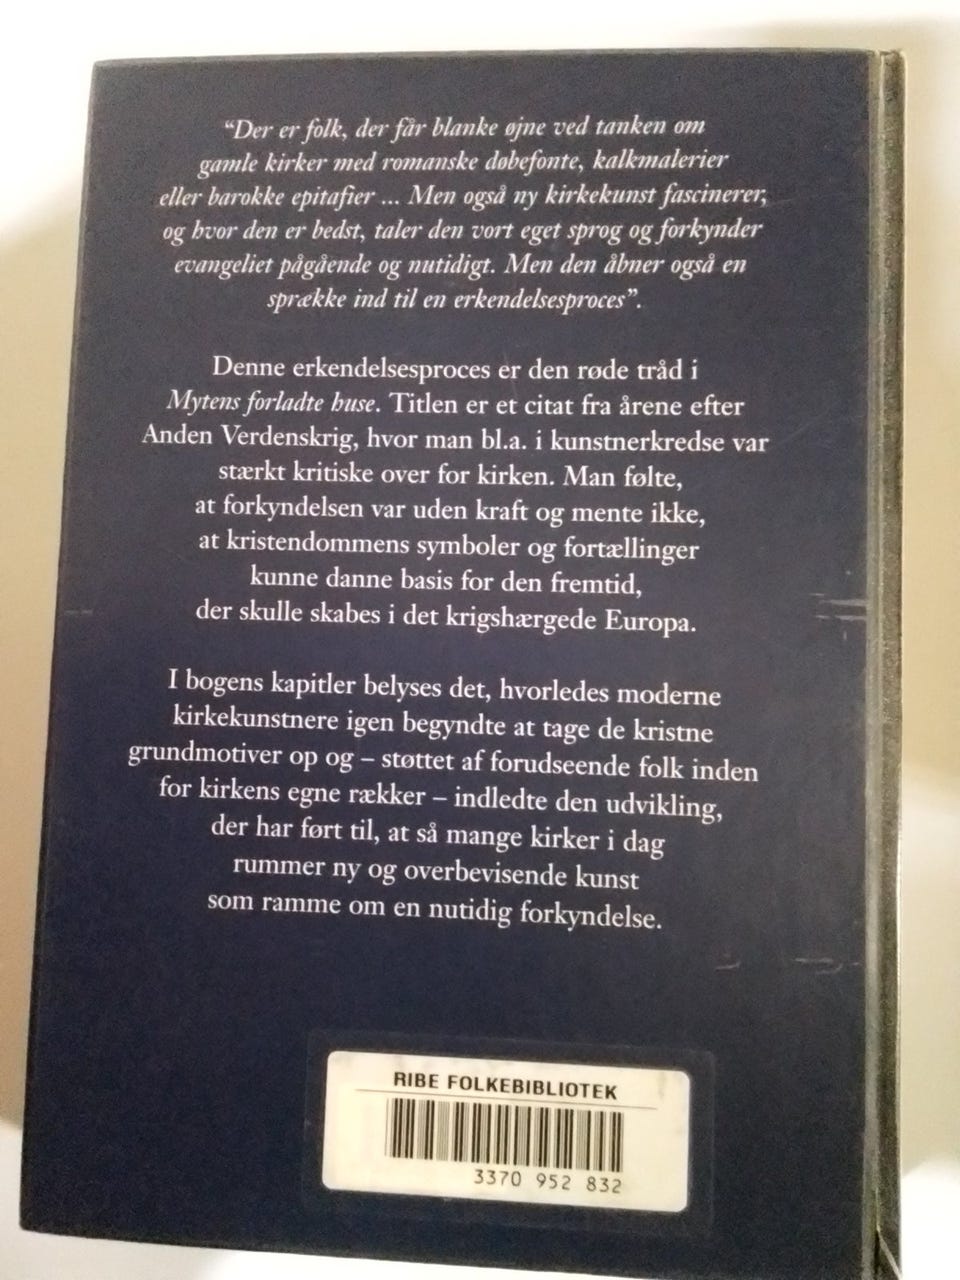 “Der er folk, der får blanke øjne ved tanken om
gamle kirker med romanske døbefonte, kalkmalerier
eller barokke epitafier ... Men også ny kirkekunst fascinerer,
og hvor den er bedst, taler den vort eget sprog og forkynder
evangeliet pågående og nutidigt. Men den åbner også en
sprække ind til en erkendelsesproces”.
Denne erkendelsesproces er den røde tråd i
Mytens forladte huse. Titlen er et citat fra årene efter
Anden Verdenskrig, hvor man bl.a. i kunstnerkredse var
stærkt kritiske over for kirken. Man følte,
at forkyndelsen var uden kraft og mente ikke,
at kristendommens symboler og fortællinger
kunne danne basis for den fremtid,
der skulle skabes i det krigshærgede Europa.
I bogens kapitler belyses det, hvorledes moderne
kirkekunstnere igen begyndte at tage de kristne
grundmotiver op og – støttet af forudseende folk inden
for kirkens egne rækker – indledte den udvikling,
der har ført til, at så mange kirker i dag
rummer ny og overbevisende kunst
som ramme om en nutidig forkyndelse.
RIBE FOLKEBIBLIOTEK
3370 952 832